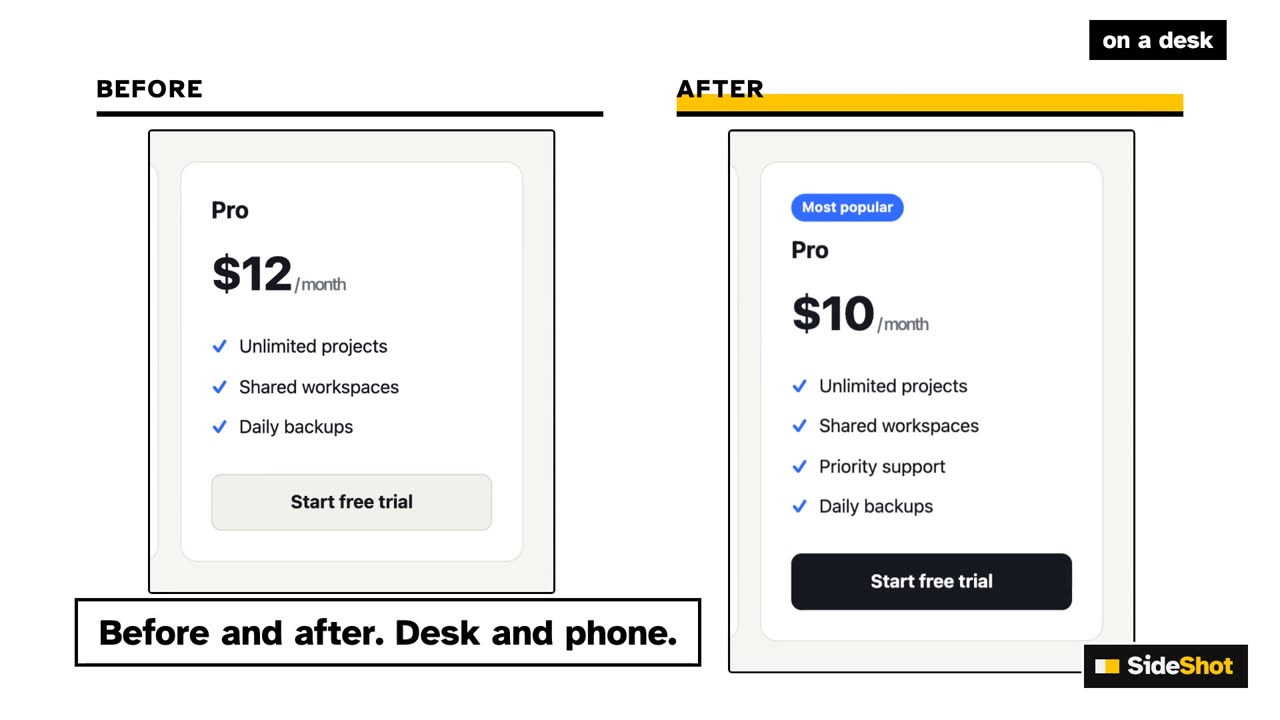 on a desk
BEFORE
Pro
$12/month
Unlimited projects
Shared workspaces
Daily backups
Start free trial
AFTER
Most popular
Pro
$10/month
Unlimited projects
Shared workspaces
Priority support
Daily backups
Start free trial
Before and after. Desk and phone.
SideShot